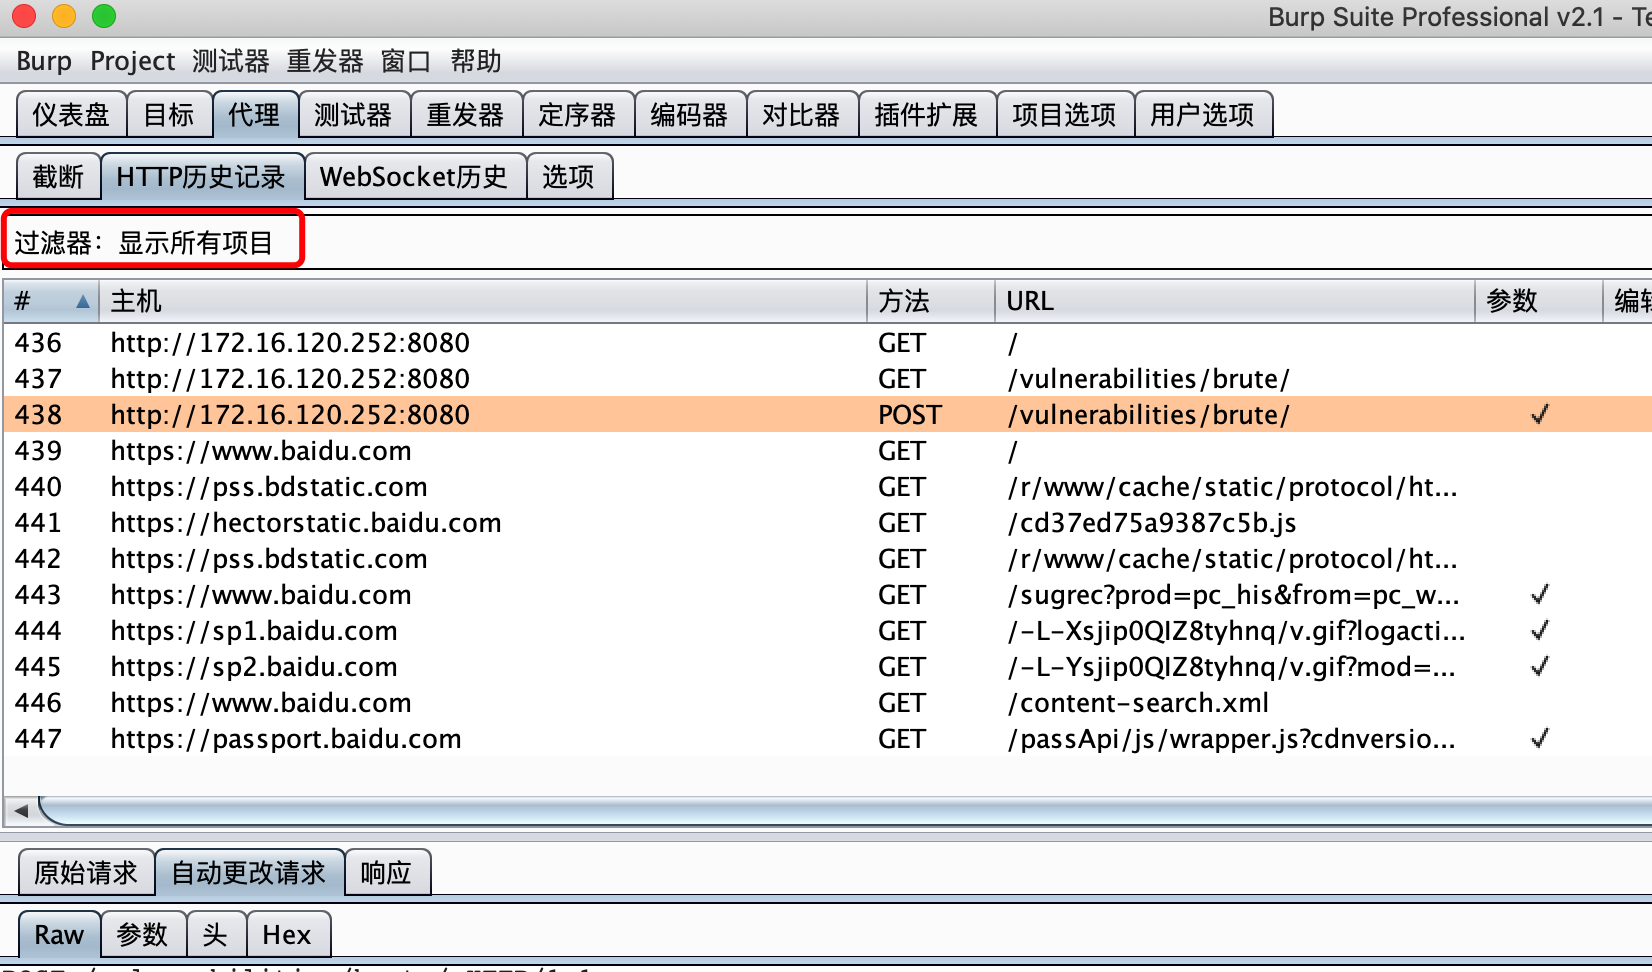 Burp Suite Professional v2.1 - Te
Burp Project 测试器 重发器 窗口 帮助
仪表盘 目标 代理 测试器 重发器 定序器 编码器 对比器 插件扩展 项目选项 用户选项
截断 HTTP历史记录 WebSocket历史 选项
过滤器：显示所有项目
# ▲ 主机 方法 URL 参数 编辑
436 http://172.16.120.252:8080 GET /
437 http://172.16.120.252:8080 GET /vulnerabilities/brute/
438 http://172.16.120.252:8080 POST /vulnerabilities/brute/ ✓
439 https://www.baidu.com GET /
440 https://pss.bdstatic.com GET /r/www/cache/static/protocol/ht...
441 https://hectorstatic.baidu.com GET /cd37ed75a9387c5b.js
442 https://pss.bdstatic.com GET /r/www/cache/static/protocol/ht...
443 https://www.baidu.com GET /sugrec?prod=pc_his&from=pc_w... ✓
444 https://sp1.baidu.com GET /-L-Xsjip0QIZ8tyhnq/v.gif?logacti... ✓
445 https://sp2.baidu.com GET /-L-Ysjip0QIZ8tyhnq/v.gif?mod=... ✓
446 https://www.baidu.com GET /content-search.xml
447 https://passport.baidu.com GET /passApi/js/wrapper.js?cdnversio... ✓
原始请求 自动更改请求 响应
Raw 参数 头 Hex